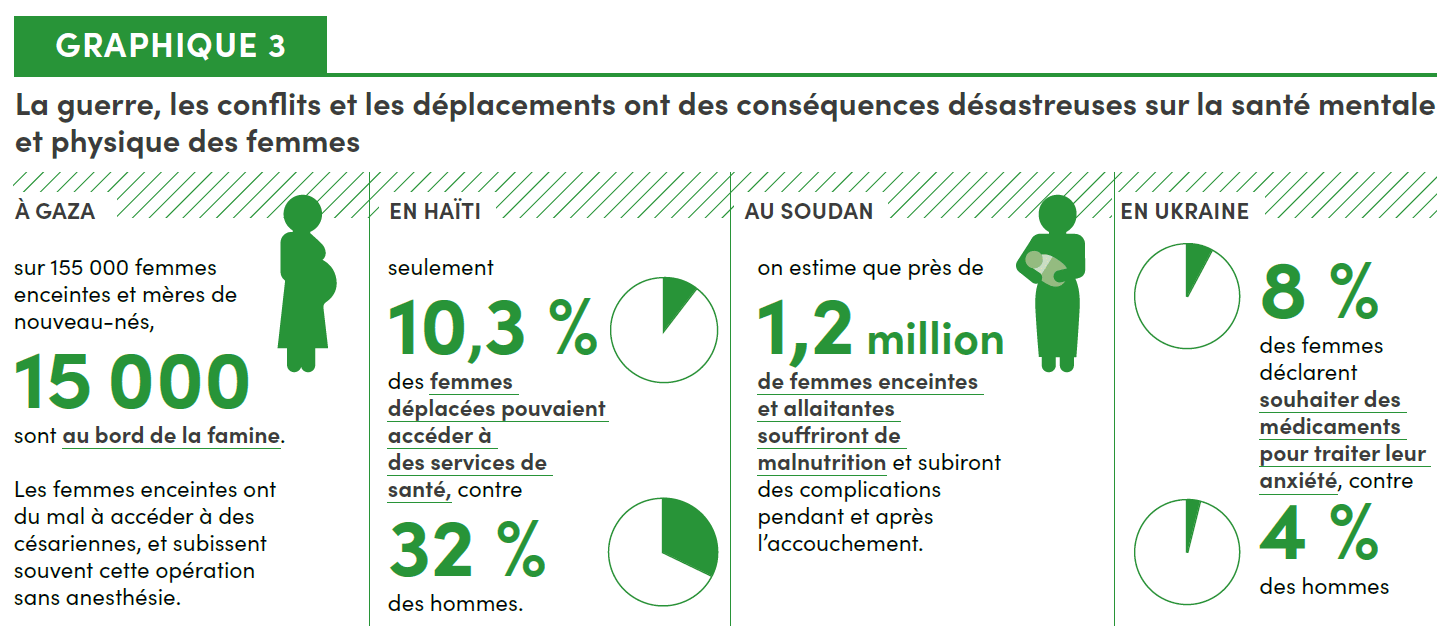 GRAPHIQUE 3
La guerre, les conflits et les déplacements ont des conséquences désastreuses sur la santé mentale
et physique des femmes
À GAZA
sur 155 000 femmes
enceintes et mères de
nouveau-nés,
15 000
sont au bord de la famine.
Les femmes enceintes ont
du mal à accéder à des
césariennes, et subissent
souvent cette opération
sans anesthésie.
EN HAÏTI
seulement
10,3 %
des femmes
déplacées pouvaient
accéder à
des services de
santé, contre
32 %
des hommes.
AU SOUDAN
on estime que près de
1,2 million
de femmes enceintes
et allaitantes
souffriront de
malnutrition et subiront
des complications
pendant et après
l'accouchement.
EN UKRAINE
8 %
des femmes
déclarent
souhaiter des
médicaments
pour traiter leur
anxiété, contre
4 %
des hommes